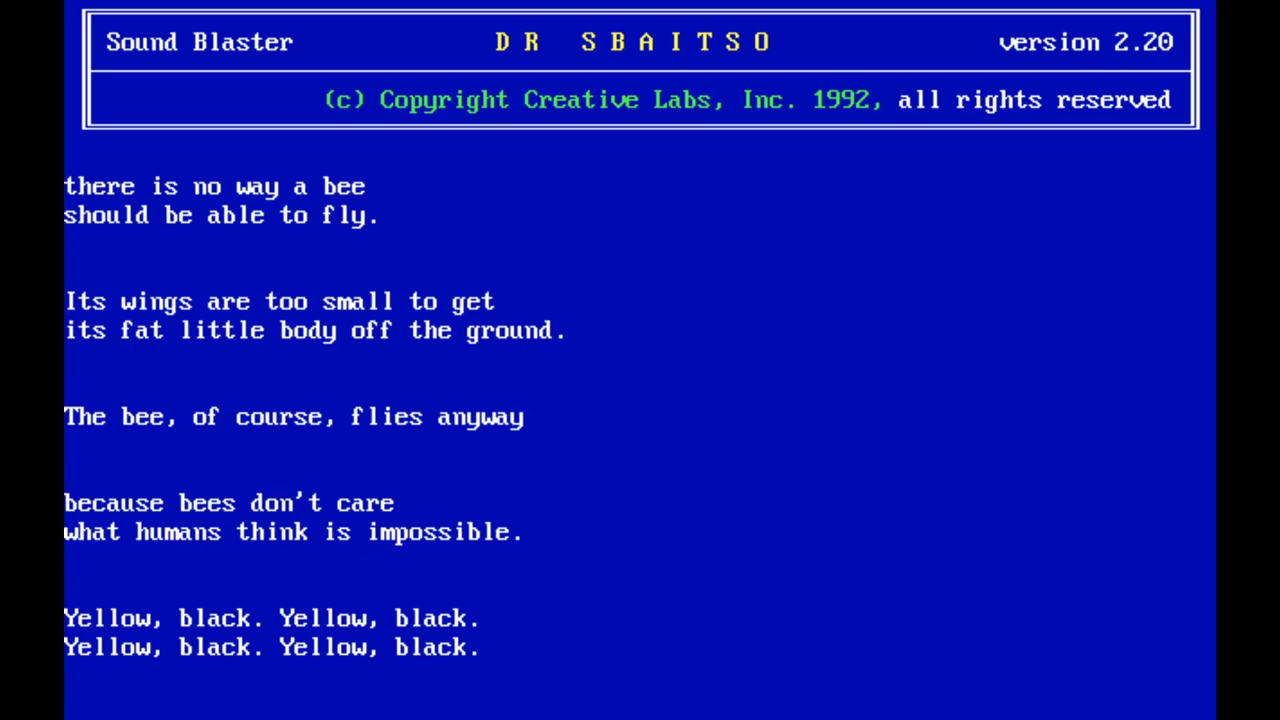 Sound Blaster D R S B A I T S O version 2.20
(c) Copyright Creative Labs, Inc. 1992, all rights reserved
there is no way a bee
should be able to fly.
Its wings are too small to get
its fat little body off the ground.
The bee, of course, flies anyway
because bees don't care
what humans think is impossible.
Yellow, black. Yellow, black.
Yellow, black. Yellow, black.